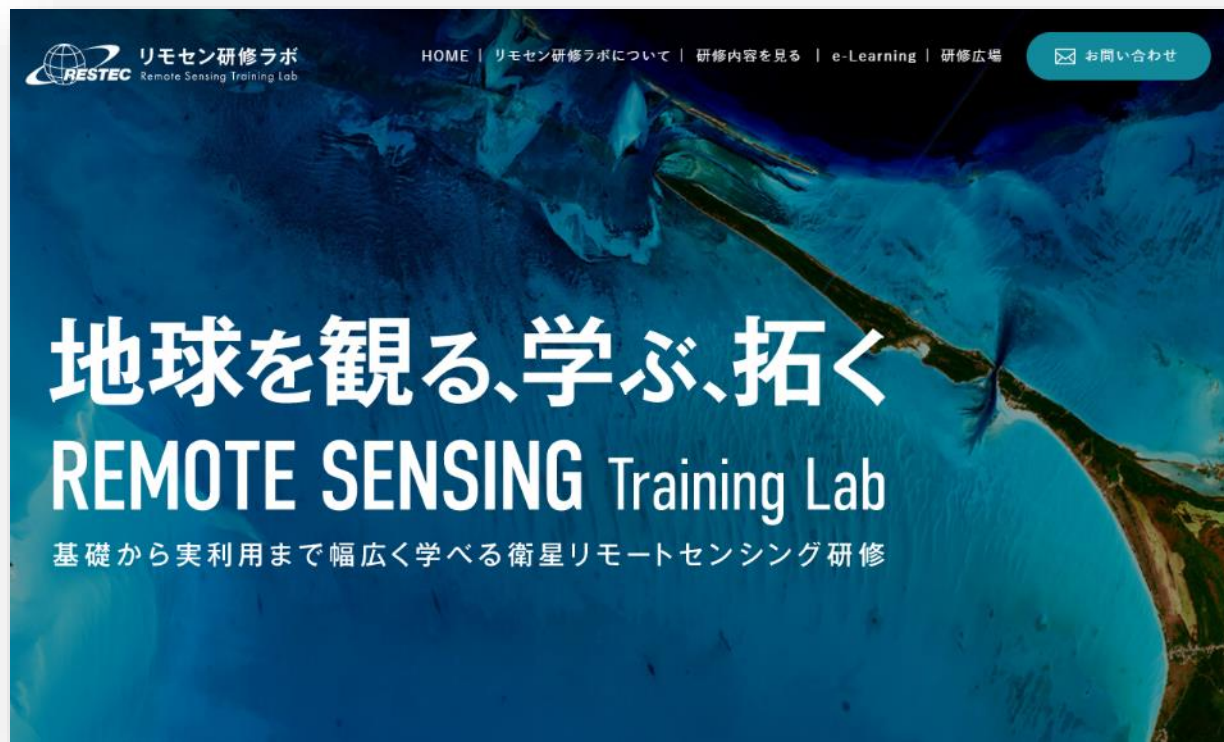 RESTEC
リモセン研修ラボ
Remote Sensing Training Lab
HOME | リモセン研修ラボについて | 研修内容を見る | e-Learning | 研修広場
お問い合わせ
地球を観る、学ぶ、拓く
REMOTE SENSING Training Lab
基礎から実利用まで幅広く学べる衛星リモートセンシング研修